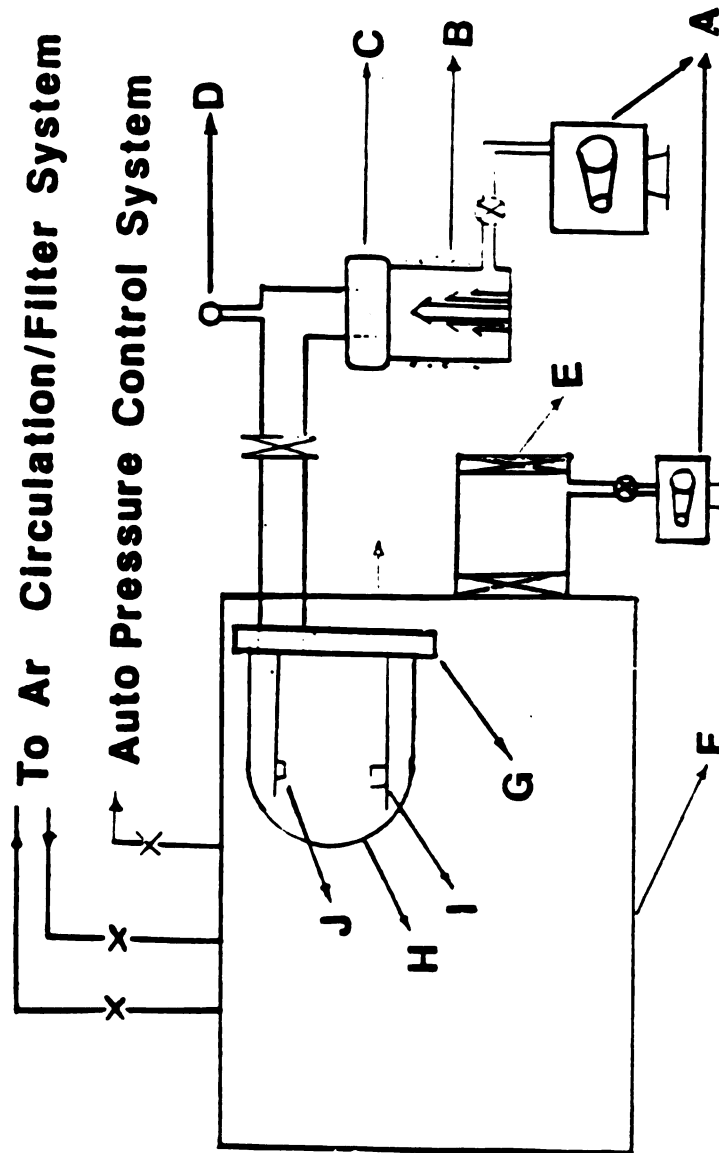 To Ar Circulation/Filter System
Auto Pressure Control System
D
C
B
A
E
F
G
J
H
I